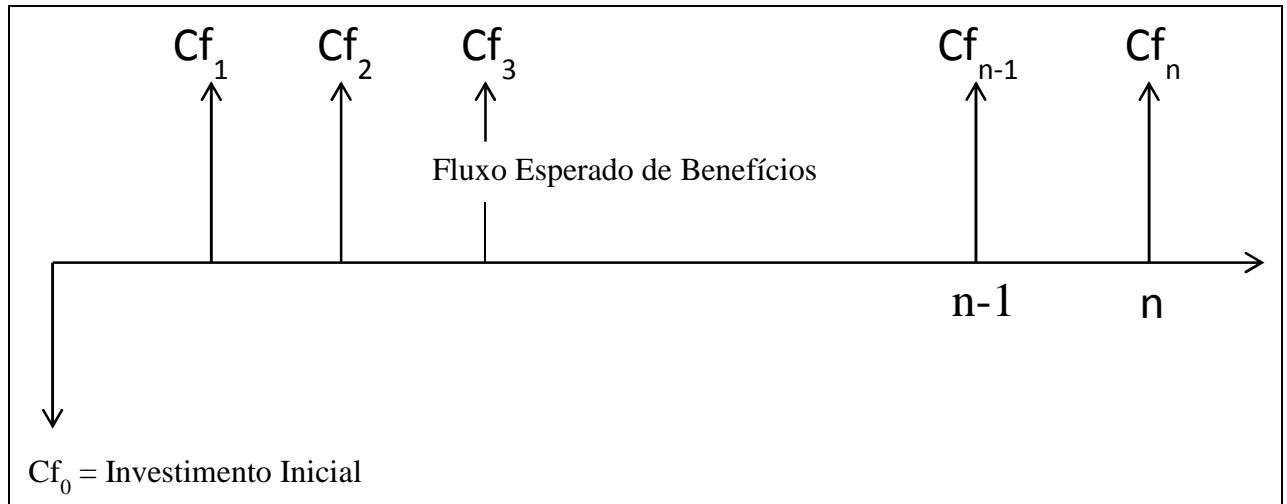 Cf1 Cf2 Cf3 Cfn-1 Cfn
Fluxo Esperado de Benefícios
n-1 n
Cf0 = Investimento Inicial